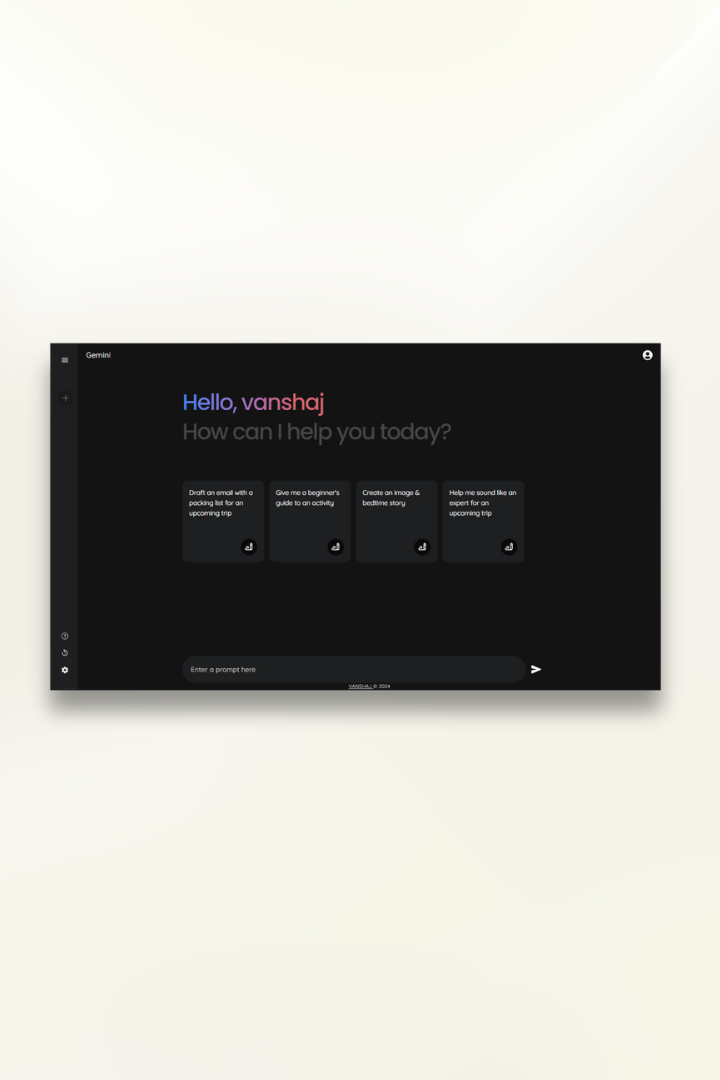 Gemini
Hello, vanshaj
How can I help you today?
Draft an email with a
packing list for an
upcoming trip
Give me a beginner's
guide to an activity
Create an image &
bedtime story
Help me sound like an
expert for an
upcoming trip
Enter a prompt here
VANSHAJ © 2024